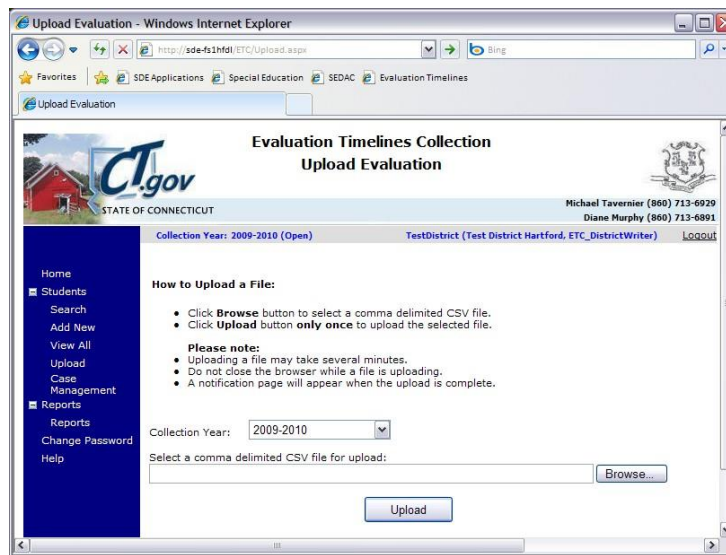 Upload Evaluation - Windows Internet Explorer
http://sde-fs1hfdl/ETC/Upload.aspx
Bing
Favorites
SDE Applications
Special Education
SEDAC
Evaluation Timelines
Upload Evaluation
CT.gov
STATE OF CONNECTICUT
Evaluation Timelines Collection
Upload Evaluation
Michael Tavernier (860) 713-6929
Diane Murphy (860) 713-6891
Collection Year: 2009-2010 (Open)
TestDistrict (Test District Hartford, ETC_DistrictWriter)
Logout
Home
Students
Search
Add New
View All
Upload
Case
Management
Reports
Reports
Change Password
Help
How to Upload a File:
• Click Browse button to select a comma delimited CSV file.
• Click Upload button only once to upload the selected file.
Please note:
• Uploading a file may take several minutes.
• Do not close the browser while a file is uploading.
• A notification page will appear when the upload is complete.
Collection Year: 2009-2010
Select a comma delimited CSV file for upload:
Browse...
Upload